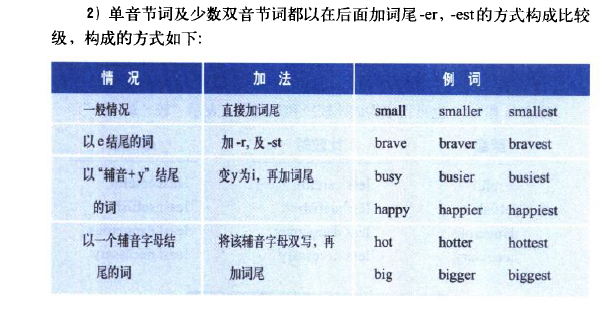 2) 单音节词及少数双音节词都以在后面加词尾-er, -est的方式构成比较
级，构成的方式如下:
情 况 加 法 例 词
一般情况 直接加词尾 small smaller smallest
以e结尾的词 加-r, 及-st brave braver bravest
以“辅音+y”结尾 变y为i，再加词尾 busy busier busiest
的词 happy happier happiest
以一个辅音字母结 将该辅音字母双写，再 hot hotter hottest
尾的词 加词尾 big bigger biggest